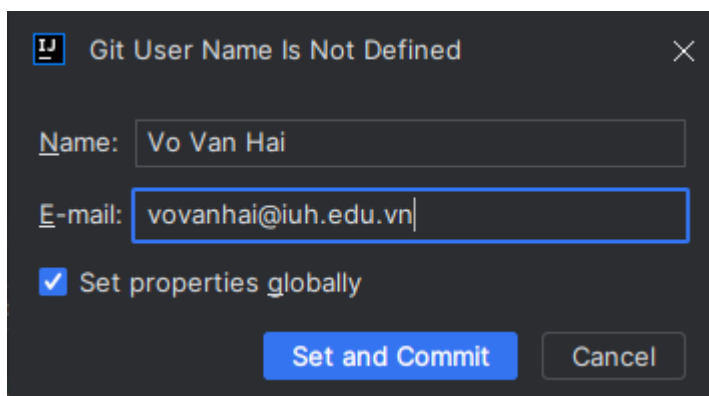 IJ Git User Name Is Not Defined
Name: Vo Van Hai
E-mail: vovanhai@iuh.edu.vn
Set properties globally
Set and Commit Cancel